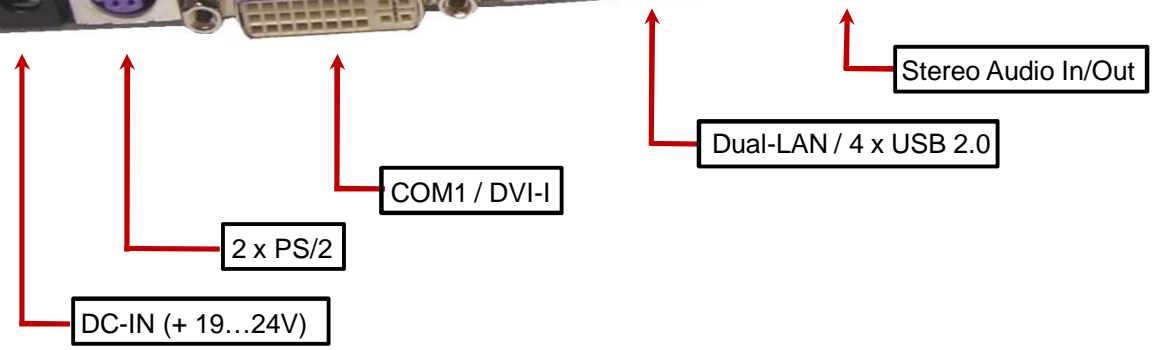 Stereo Audio In/Out
Dual-LAN / 4 x USB 2.0
COM1 / DVI-I
2 x PS/2
DC-IN (+ 19…24V)